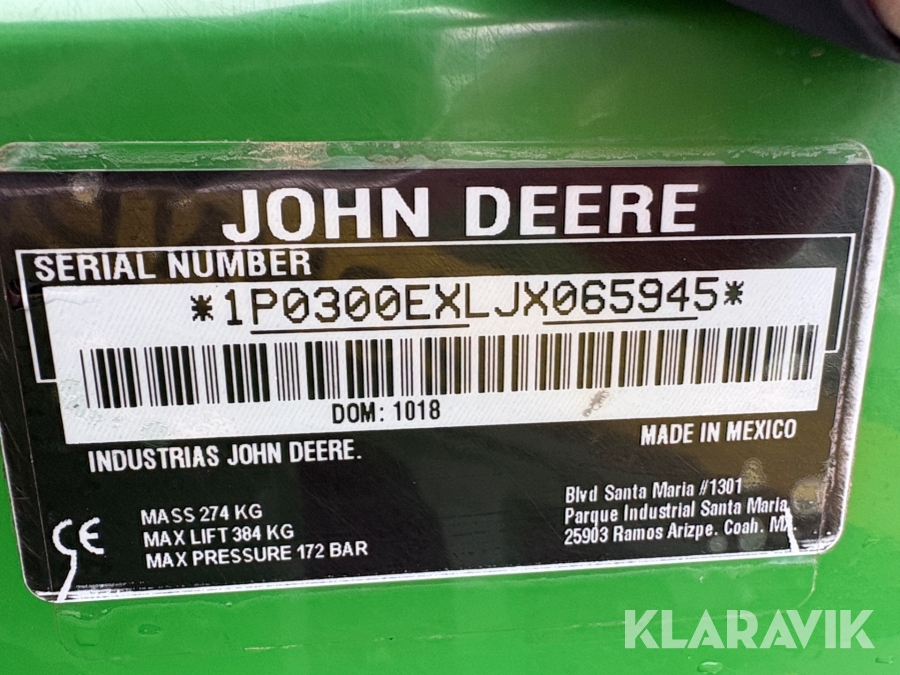 JOHN DEERE
SERIAL NUMBER
*1P0300EXLJX065945*
DOM: 1018
INDUSTRIAS JOHN DEERE.
MADE IN MEXICO
MASS 274 KG
MAX LIFT 384 KG
MAX PRESSURE 172 BAR
CE
Blvd Santa Maria #1301
Parque Industrial Santa Maria
25903 Ramos Arizpe. Coah. MX.
KLARAVIK